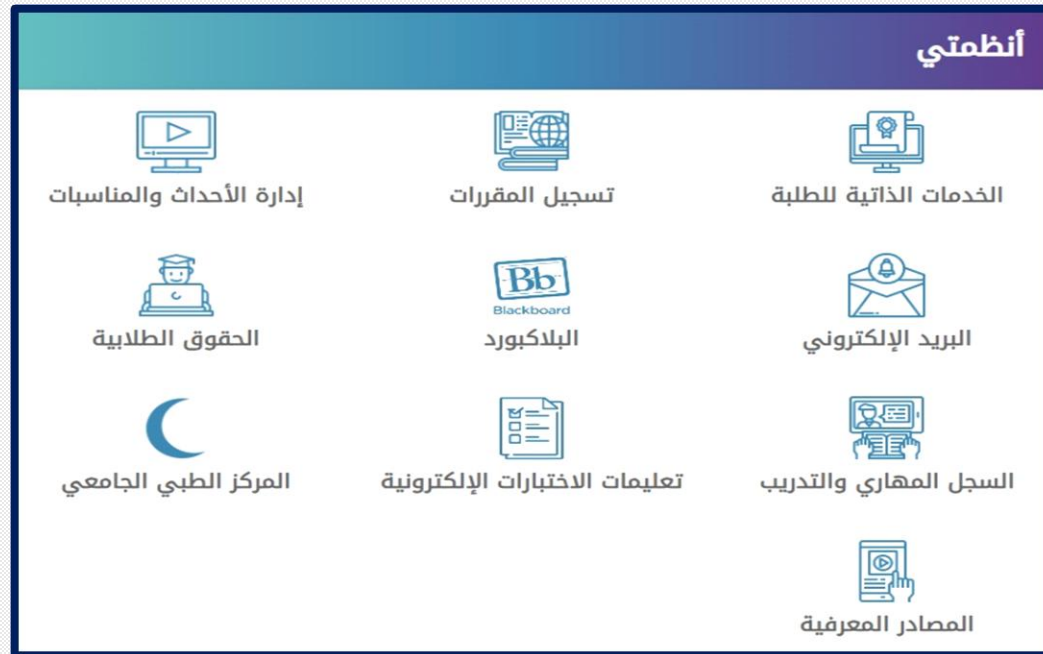 أنظمتي
الخدمات الذاتية للطلبة
تسجيل المقررات
إدارة الأحداث والمناسبات
البريد الإلكتروني
Bb
Blackboard
البلاكبورد
الحقوق الطلابية
السجل المهاري والتدريب
تعليمات الاختبارات الإلكترونية
المركز الطبي الجامعي
المصادر المعرفية